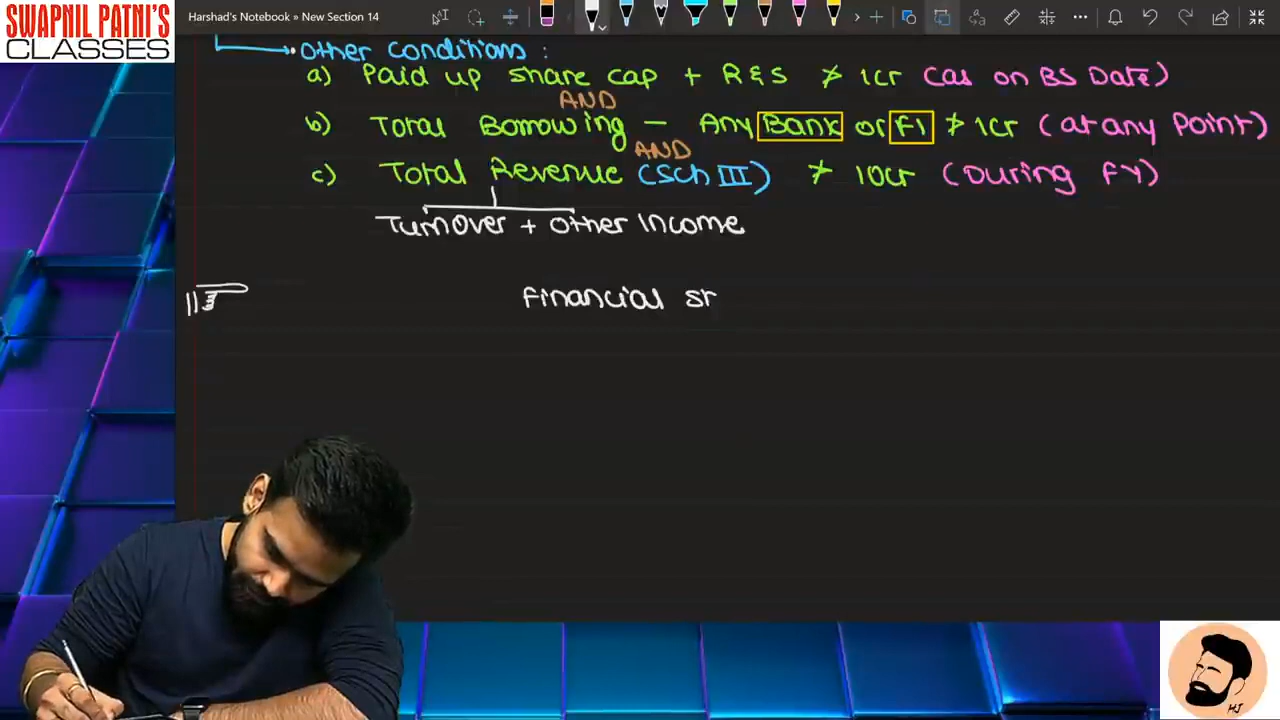 SWAPNIL PATNI'S
CLASSES
Harshad's Notebook » New Section 14
Other conditions :
a) Paid up share cap + R & S ≯ 1cr (as on BS Date)
AND
b) Total Borrowing — Any Bank or FI ≯ 1cr (at any Point)
AND
c) Total Revenue (Sch III) ≯ 10cr (During FY)
Turnover + Other Income
Financial st
HJ